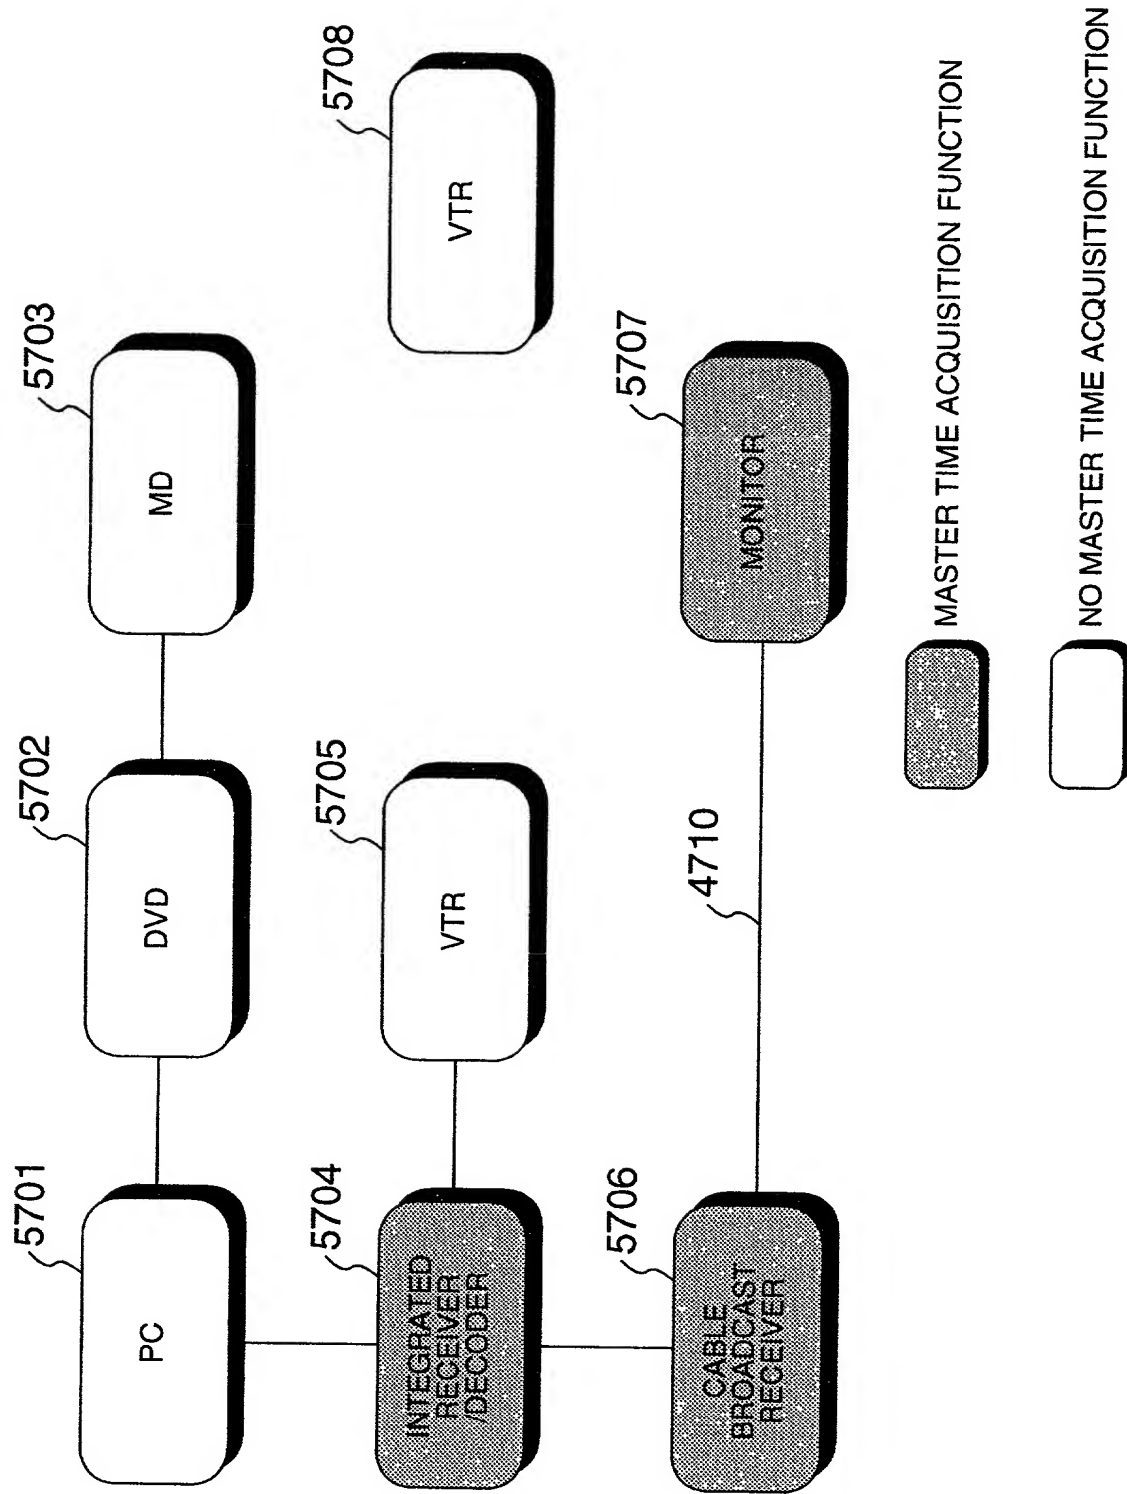 5701
PC
5702
DVD
5703
MD
5704
INTEGRATED
RECEIVER
/DECODER
5705
VTR
5708
VTR
5706
CABLE
BROADCAST
RECEIVER
4710
5707
MONITOR
MASTER TIME ACQUISITION FUNCTION
NO MASTER TIME ACQUISITION FUNCTION